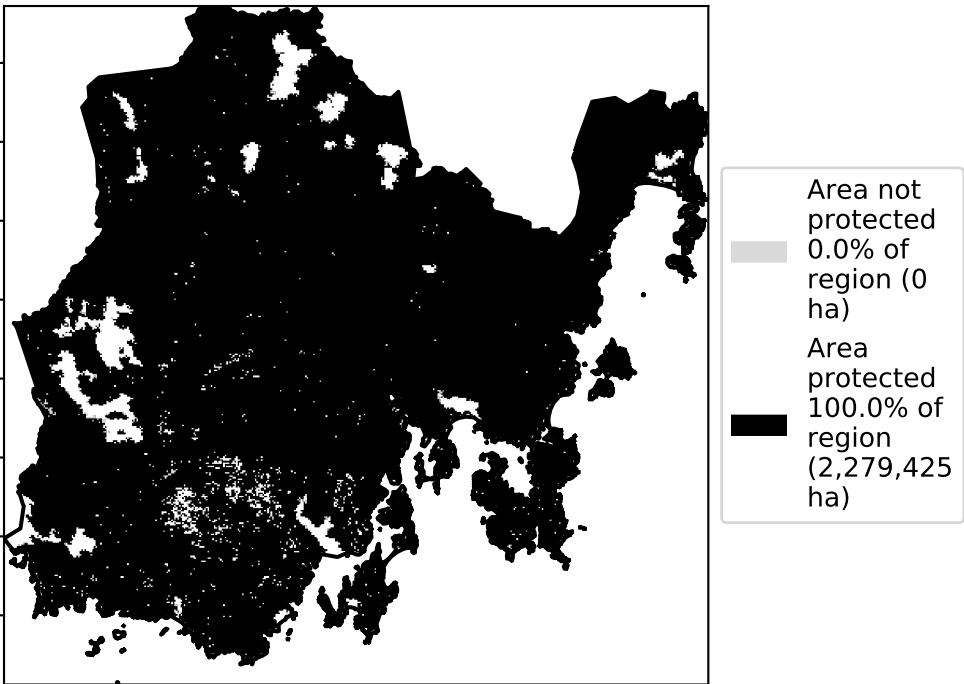 Area not
protected
0.0% of
region (0
ha)
Area
protected
100.0% of
region
(2,279,425
ha)